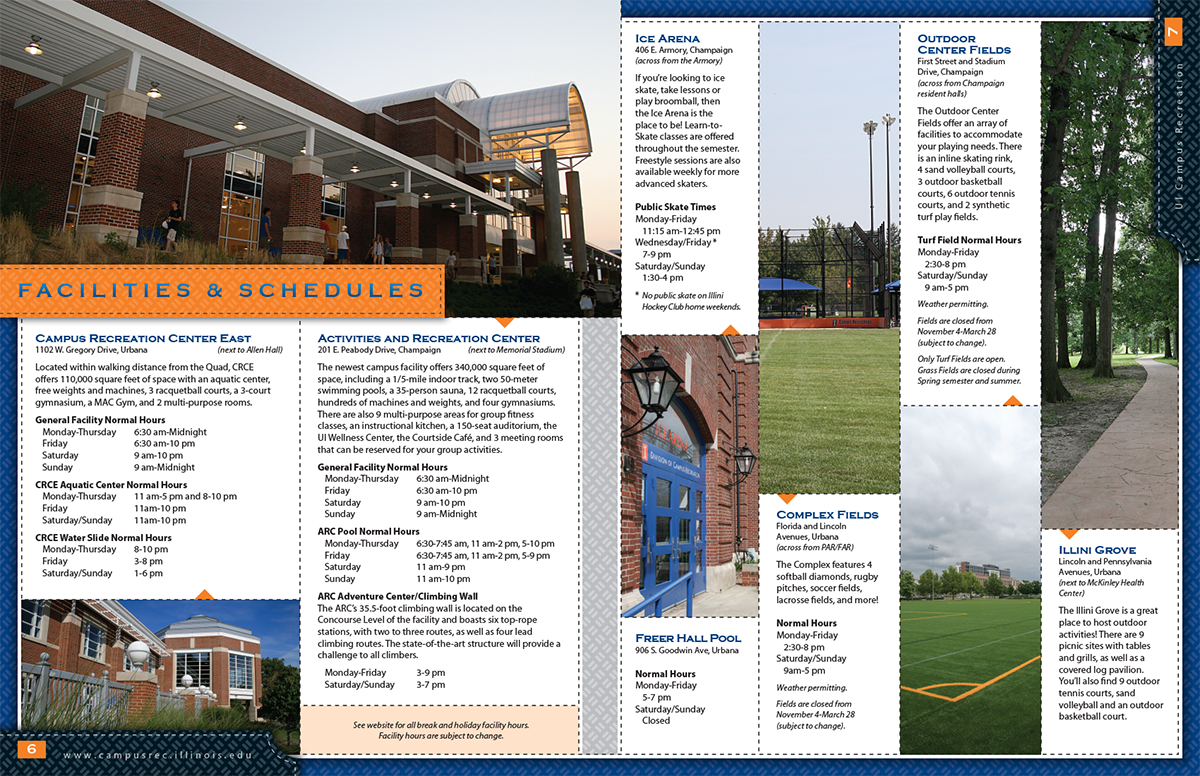 FACILITIES & SCHEDULES
CAMPUS RECREATION CENTER EAST
1102 W. Gregory Drive, Urbana (next to Allen Hall)
Located within walking distance from the Quad, CRCE
offers 110,000 square feet of space with an aquatic center,
free weights and machines, 3 racquetball courts, a 3-court
gymnasium, a MAC Gym, and 2 multi-purpose rooms.
General Facility Normal Hours
Monday-Thursday 6:30 am-Midnight
Friday 6:30 am-10 pm
Saturday 9 am-10 pm
Sunday 9 am-Midnight
CRCE Aquatic Center Normal Hours
Monday-Thursday 11 am-5 pm and 8-10 pm
Friday 11am-10 pm
Saturday/Sunday 11am-10 pm
CRCE Water Slide Normal Hours
Monday-Thursday 8-10 pm
Friday 3-8 pm
Saturday/Sunday 1-6 pm
6
www.campusrec.illinois.edu
ACTIVITIES AND RECREATION CENTER
201 E. Peabody Drive, Champaign (next to Memorial Stadium)
The newest campus facility offers 340,000 square feet of
space, including a 1/5-mile indoor track, two 50-meter
swimming pools, a 35-person sauna, 12 racquetball courts,
hundreds of machines and weights, and four gymnasiums.
There are also 9 multi-purpose areas for group fitness
classes, an instructional kitchen, a 150-seat auditorium, the
UI Wellness Center, the Courtside Café, and 3 meeting rooms
that can be reserved for your group activities.
General Facility Normal Hours
Monday-Thursday 6:30 am-Midnight
Friday 6:30 am-10 pm
Saturday 9 am-10 pm
Sunday 9 am-Midnight
ARC Pool Normal Hours
Monday-Thursday 6:30-7:45 am, 11 am-2 pm, 5-10 pm
Friday 6:30-7:45 am, 11 am-2 pm, 5-9 pm
Saturday 11 am-9 pm
Sunday 11 am-10 pm
ARC Adventure Center/Climbing Wall
The ARC's 35.5-foot climbing wall is located on the
Concourse Level of the facility and boasts six top-rope
stations, with two to three routes, as well as four lead
climbing routes. The state-of-the-art structure will provide a
challenge to all climbers.
Monday-Friday 3-9 pm
Saturday/Sunday 3-7 pm
See website for all break and holiday facility hours.
Facility hours are subject to change.
ICE ARENA
406 E. Armory, Champaign
(across from the Armory)
If you're looking to ice
skate, take lessons or
play broomball, then
the Ice Arena is the
place to be! Learn-to-
Skate classes are offered
throughout the semester.
Freestyle sessions are also
available weekly for more
advanced skaters.
Public Skate Times
Monday-Friday
11:15 am-12:45 pm
Wednesday/Friday *
7-9 pm
Saturday/Sunday
1:30-4 pm
* No public skate on Illini
Hockey Club home weekends.
DIVISION OF CAMPUS RECREATION
FREER HALL POOL
906 S. Goodwin Ave, Urbana
Normal Hours
Monday-Friday
5-7 pm
Saturday/Sunday
Closed
COMPLEX FIELDS
Florida and Lincoln
Avenues, Urbana
(across from PAR/FAR)
The Complex features 4
softball diamonds, rugby
pitches, soccer fields,
lacrosse fields, and more!
Normal Hours
Monday-Friday
2:30-8 pm
Saturday/Sunday
9am-5 pm
Weather permitting.
Fields are closed from
November 4-March 28
(subject to change).
OUTDOOR
CENTER FIELDS
First Street and Stadium
Drive, Champaign
(across from Champaign
resident halls)
The Outdoor Center
Fields offer an array of
facilities to accommodate
your playing needs. There
is an inline skating rink,
4 sand volleyball courts,
3 outdoor basketball
courts, 6 outdoor tennis
courts, and 2 synthetic
turf play fields.
Turf Field Normal Hours
Monday-Friday
2:30-8 pm
Saturday/Sunday
9 am-5 pm
Weather permitting.
Fields are closed from
November 4-March 28
(subject to change).
Only Turf Fields are open.
Grass Fields are closed during
Spring semester and summer.
ILLINI GROVE
Lincoln and Pennsylvania
Avenues, Urbana
(next to McKinley Health
Center)
The Illini Grove is a great
place to host outdoor
activities! There are 9
picnic sites with tables
and grills, as well as a
covered log pavilion.
You'll also find 9 outdoor
tennis courts, sand
volleyball and an outdoor
basketball court.
7
UI Campus Recreation